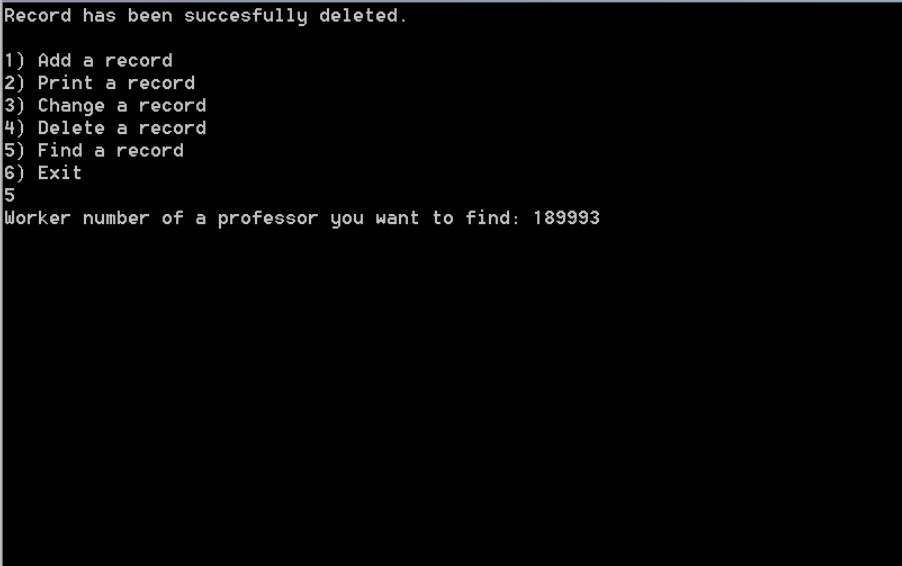 Record has been succesfully deleted.
1) Add a record
2) Print a record
3) Change a record
4) Delete a record
5) Find a record
6) Exit
5
Worker number of a professor you want to find: 189993